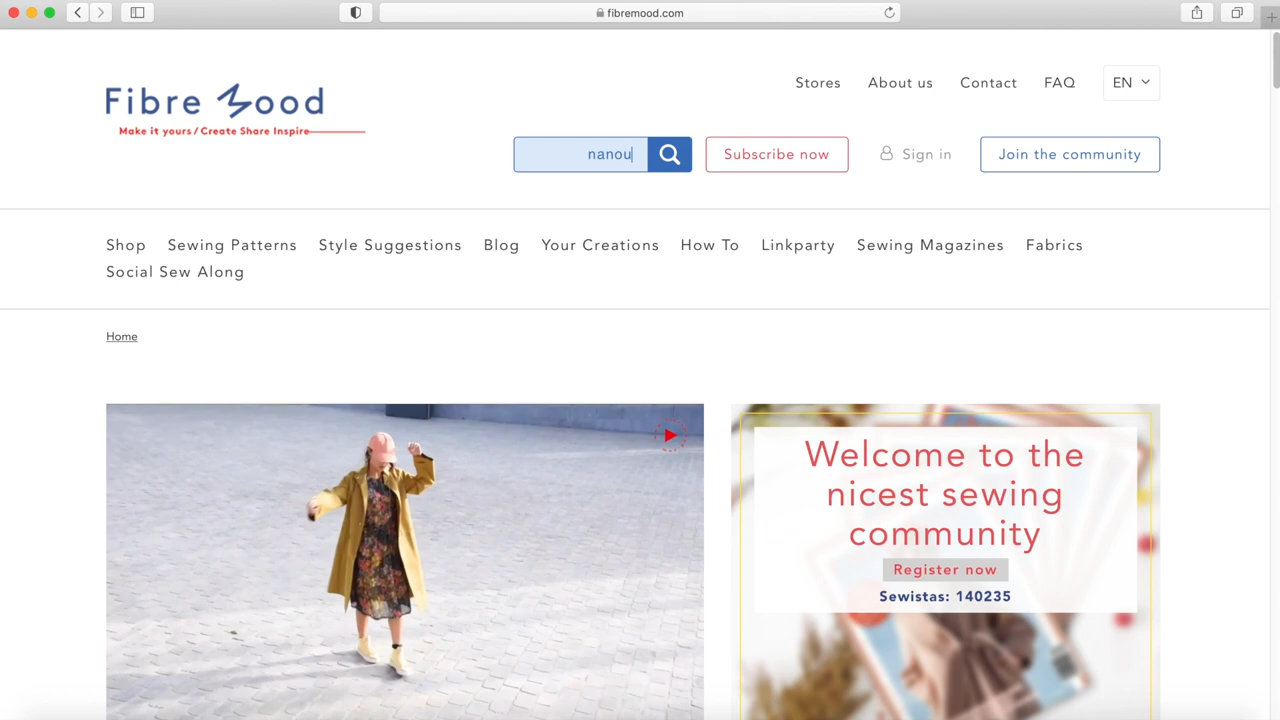 fibremood.com
Stores About us Contact FAQ EN
Fibre Mood
Make it yours / Create Share Inspire
nanou Subscribe now Sign in Join the community
Shop Sewing Patterns Style Suggestions Blog Your Creations How To Linkparty Sewing Magazines Fabrics
Social Sew Along
Home
Welcome to the
nicest sewing
community
Register now
Sewistas: 140235